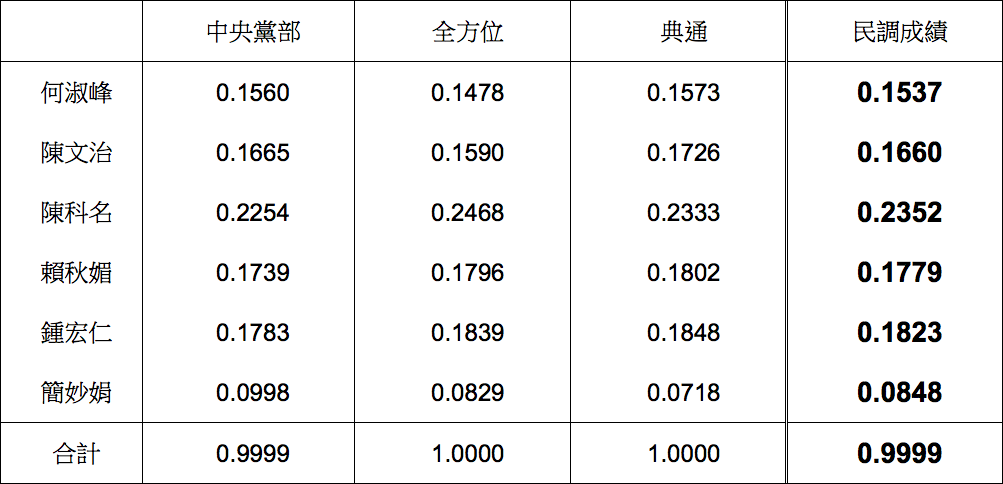 中央黨部 全方位 典通 民調成績
何淑峰 0.1560 0.1478 0.1573 0.1537
陳文治 0.1665 0.1590 0.1726 0.1660
陳科名 0.2254 0.2468 0.2333 0.2352
賴秋媚 0.1739 0.1796 0.1802 0.1779
鍾宏仁 0.1783 0.1839 0.1848 0.1823
簡妙娟 0.0998 0.0829 0.0718 0.0848
合計 0.9999 1.0000 1.0000 0.9999